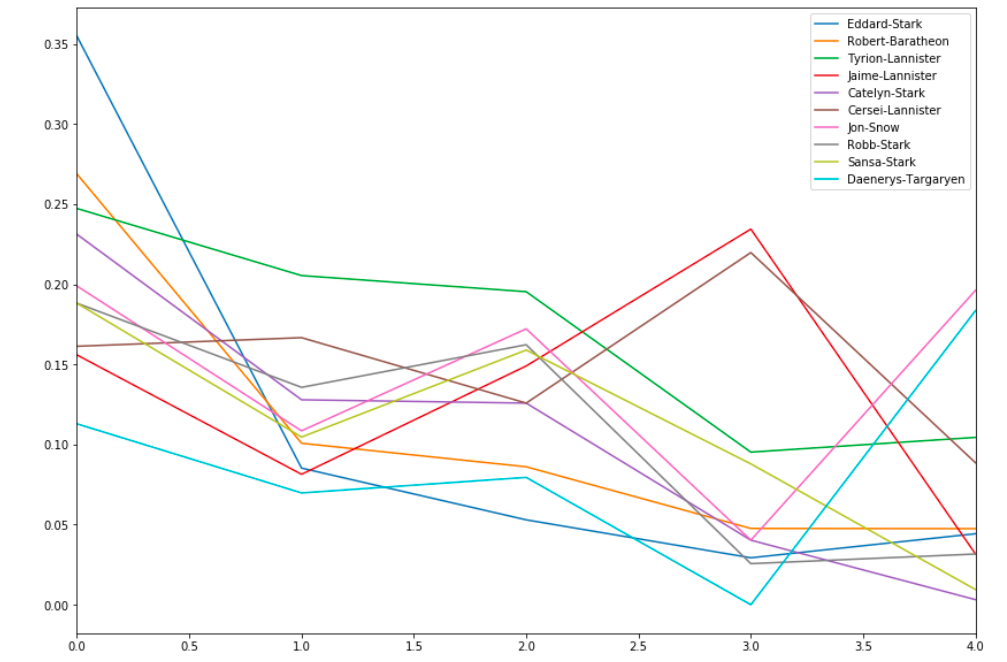 Eddard-Stark
Robert-Baratheon
Tyrion-Lannister
Jaime-Lannister
Catelyn-Stark
Cersei-Lannister
Jon-Snow
Robb-Stark
Sansa-Stark
Daenerys-Targaryen
0.35
0.30
0.25
0.20
0.15
0.10
0.05
0.00
0.0 0.5 1.0 1.5 2.0 2.5 3.0 3.5 4.0